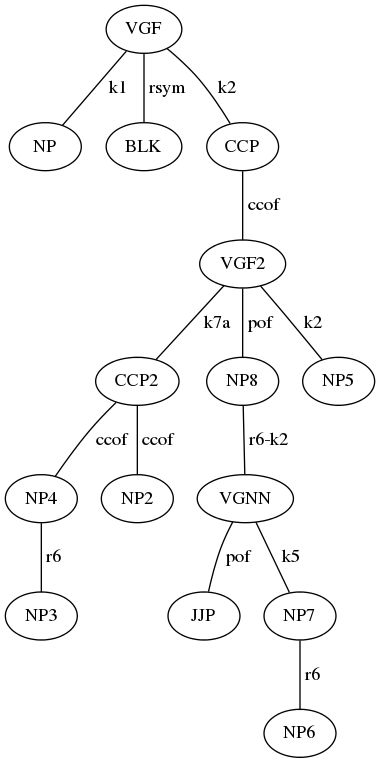 VGF
k1 rsym k2
NP BLK CCP
ccof
VGF2
k7a pof k2
CCP2 NP8 NP5
ccof ccof r6-k2
NP4 NP2 VGNN
r6 pof k5
NP3 JJP NP7
r6
NP6